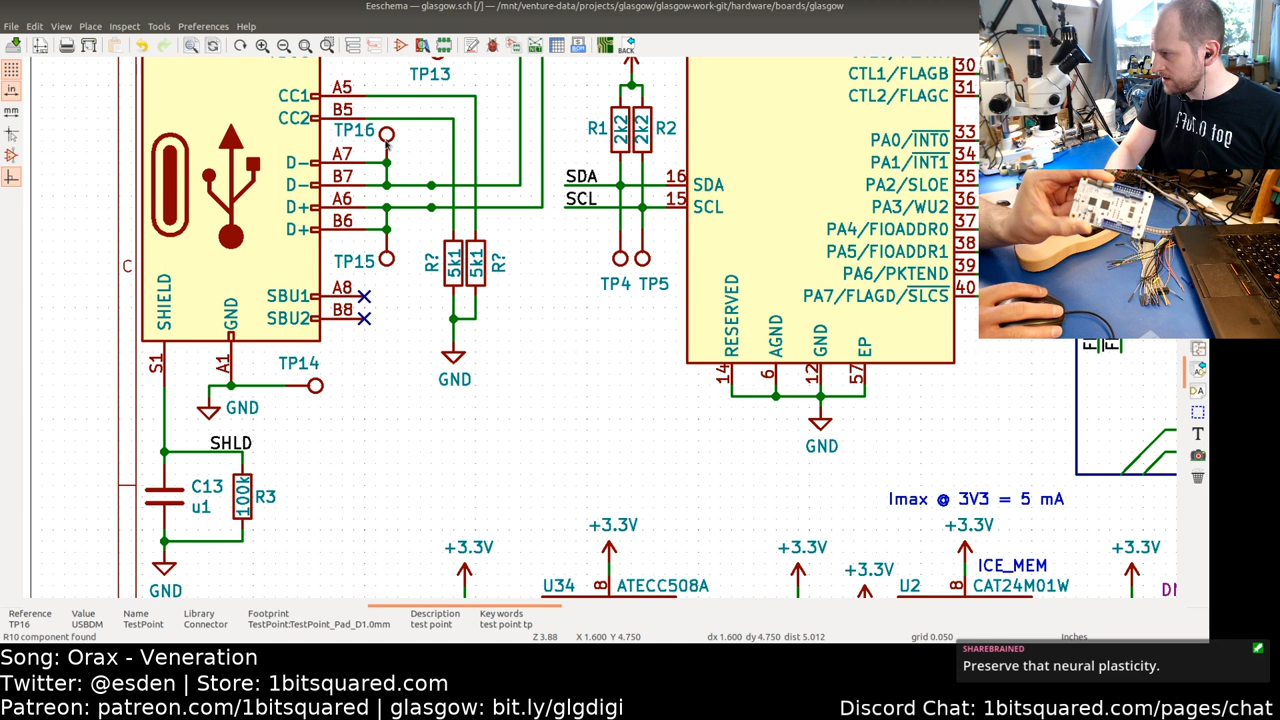 Eeschema — glasgow.sch [/] — /mnt/venture-data/projects/glasgow/glasgow-work-git/hardware/boards/glasgow
File Edit View Place Inspect Tools Preferences Help
BACK
in
mm
TP13
CC1 A5
CC2 B5
TP16
D- A7
D- B7
D+ A6
D+ B6
TP15
SBU1 A8
SBU2 B8
SHIELD
GND
S1
A1
TP14
GND
R?
5k1
5k1
R?
GND
SHLD
C13
u1
100k
R3
GND
R1
2k2
2k2
R2
SDA
SCL
16
15
TP4 TP5
SDA
SCL
CTL1/FLAGB 30
CTL2/FLAGC 31
PA0/INT0 33
PA1/INT1 34
PA2/SLOE 35
PA3/WU2 36
PA4/FIOADDR0 37
PA5/FIOADDR1 38
PA6/PKTEND 39
PA7/FLAGD/SLCS 40
RESERVED
AGND
GND
EP
14
6
12
57
GND
Imax @ 3V3 = 5 mA
+3.3V
+3.3V
+3.3V
+3.3V
+3.3V
+3.3V
U34
8
ATECC508A
ICE_MEM
U2
8
CAT24M01W
Reference Value Name Library Footprint Description Key words
TP16 USBDM TestPoint Connector TestPoint:TestPoint_Pad_D1.0mm test point test point tp
R10 component found
Z 3.88 X 1.600 Y 4.750 dx 1.600 dy 4.750 dist 5.012 grid 0.050 Inches
SHAREBRAINED
Preserve that neural plasticity.
Song: Orax - Veneration
Twitter: @esden | Store: 1bitsquared.com
Patreon: patreon.com/1bitsquared | glasgow: bit.ly/glgdigi
Discord Chat: 1bitsquared.com/pages/chat